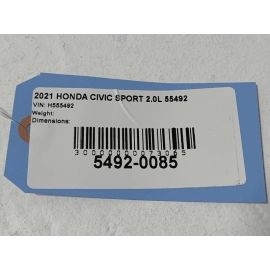 2021 HONDA CIVIC SPORT 2.0L 55492
VIN: H555492
Weight:
Dimensions:
5492-0085